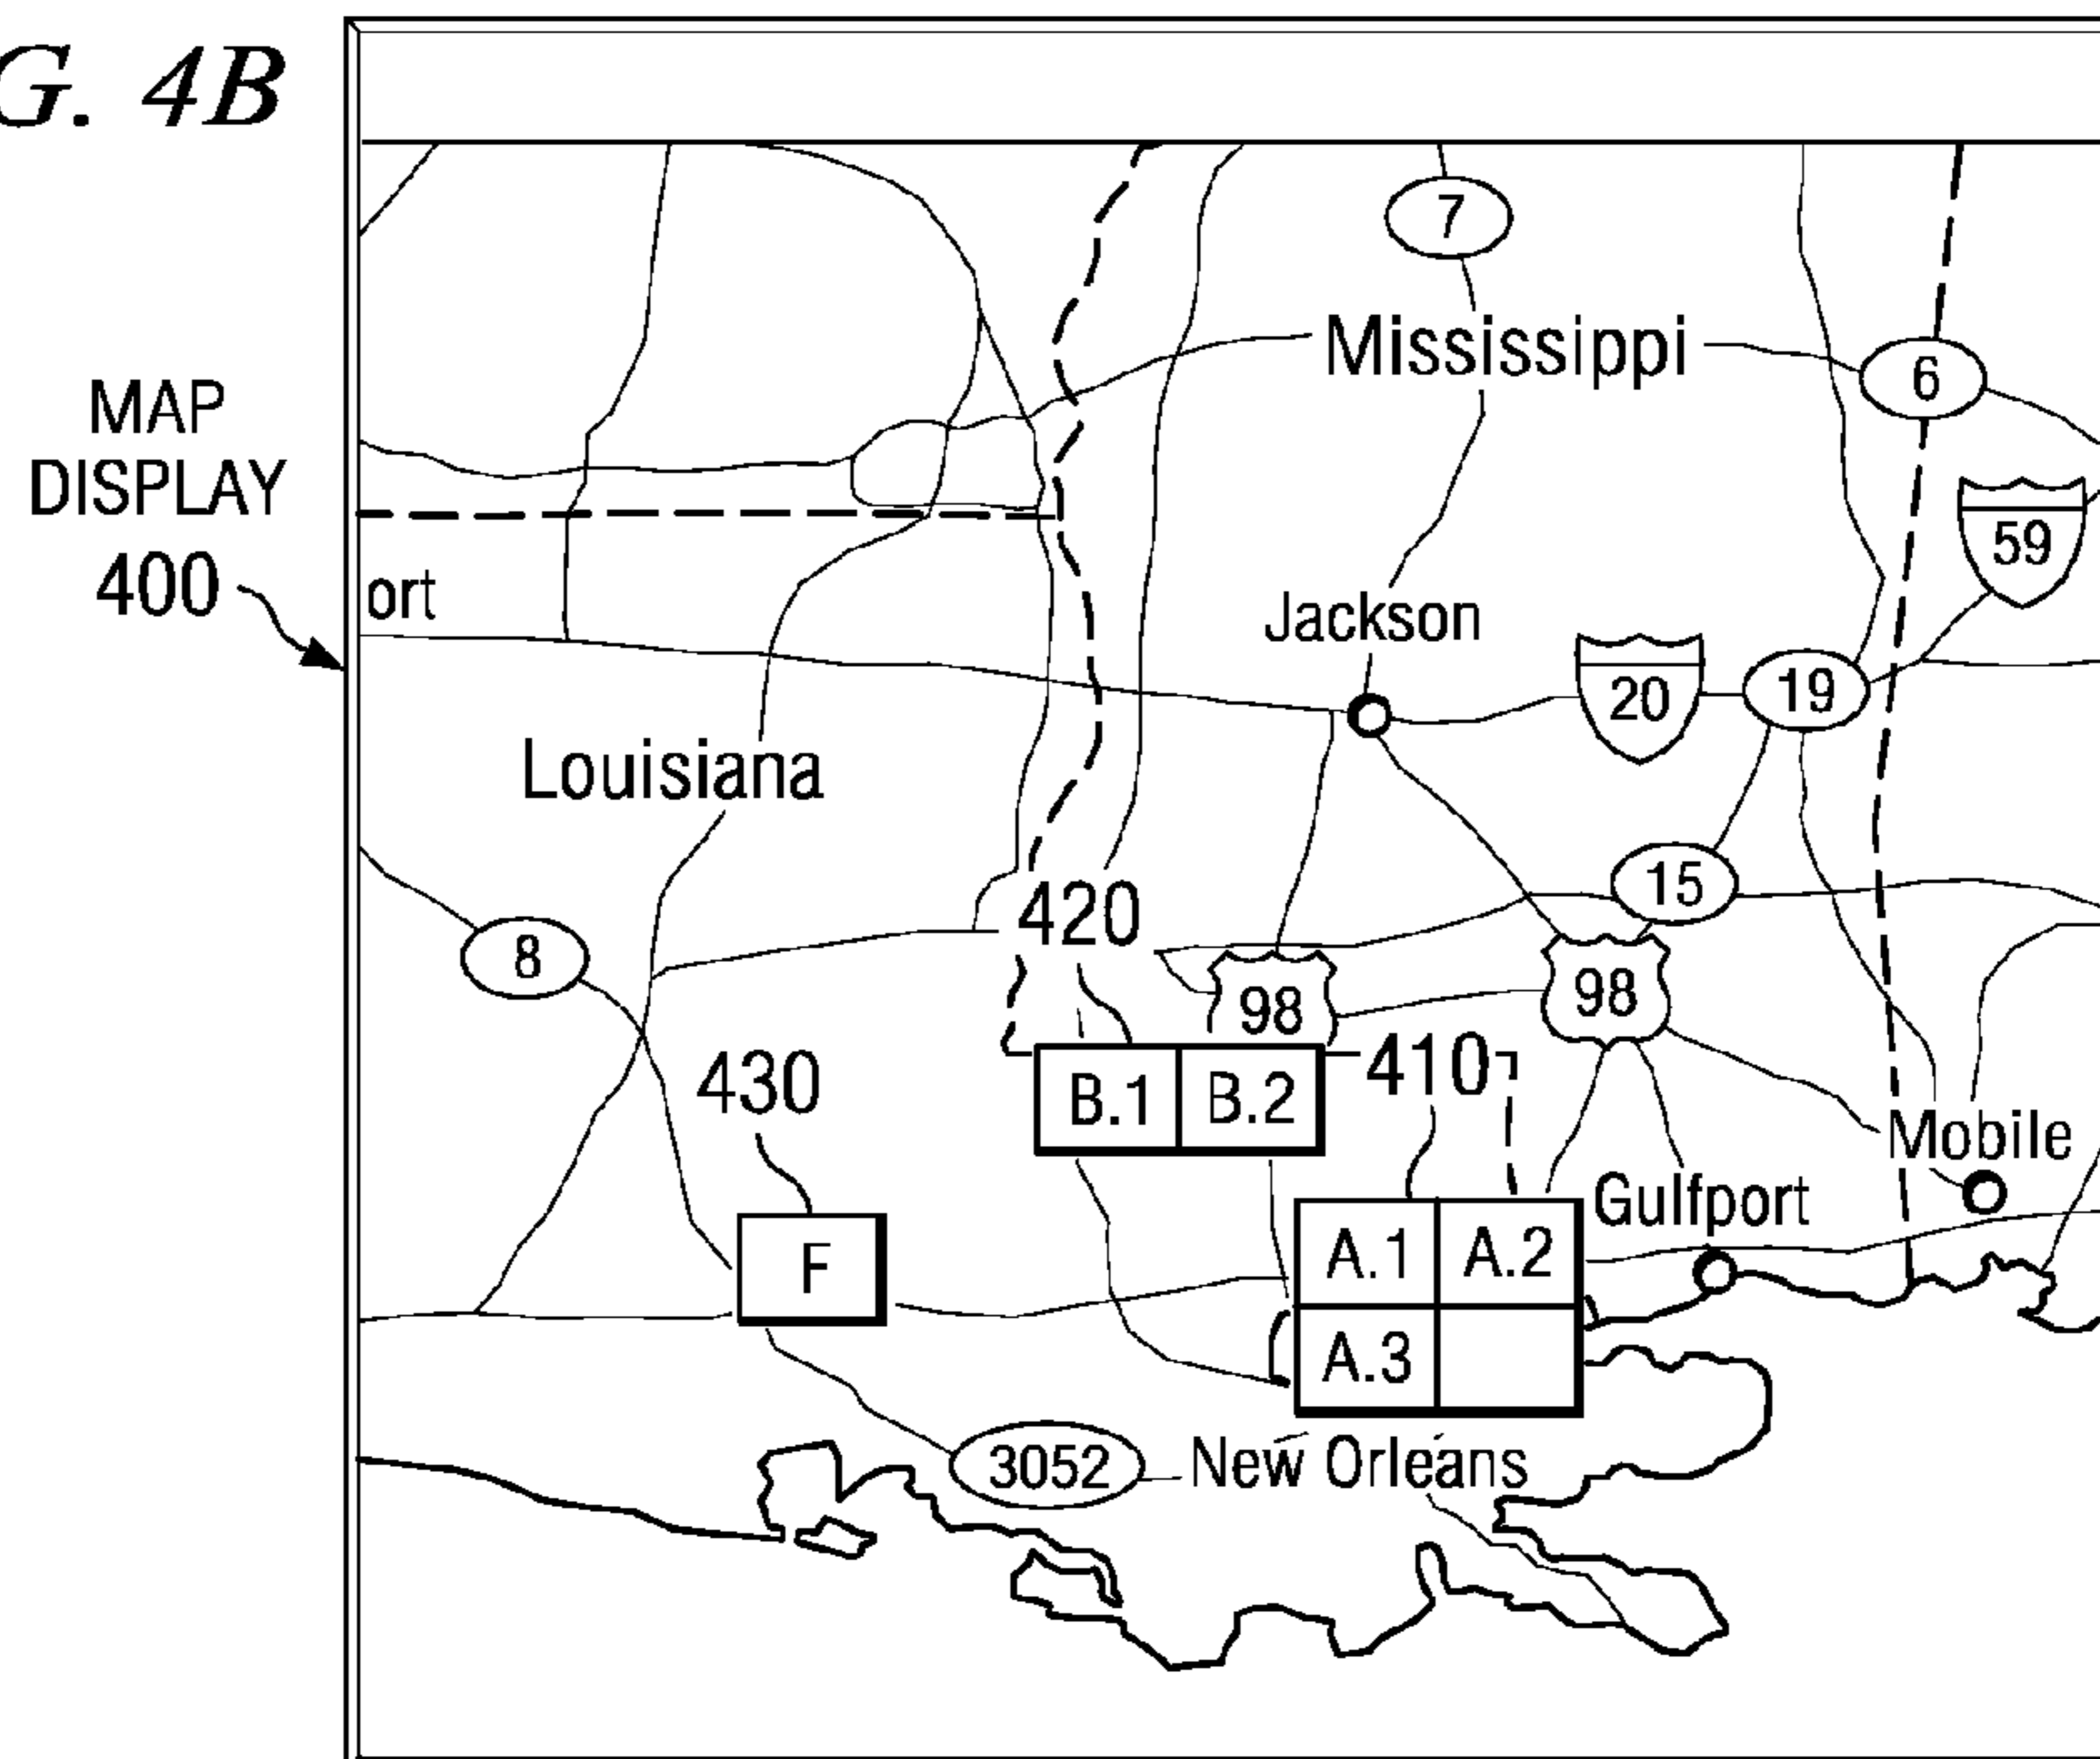 G. 4B
MAP
DISPLAY
400
7
Mississippi
6
59
ort
Jackson
20
19
Louisiana
15
420
8
98
98
430
410
B.1 B.2
Mobile
Gulfport
F
A.1 A.2
A.3
3052
New Orleans